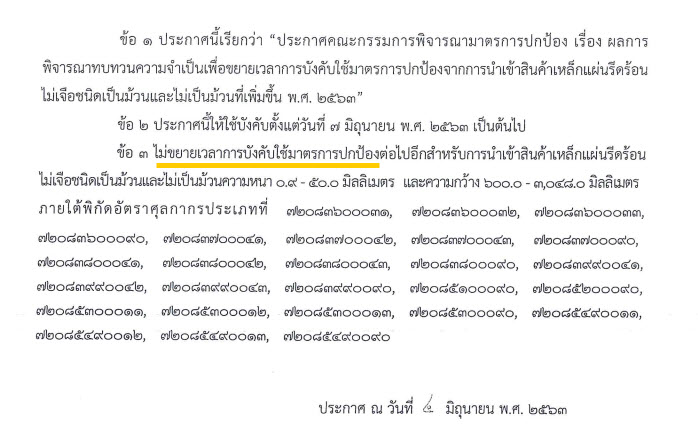 ข้อ ๑ ประกาศนี้เรียกว่า “ประกาศคณะกรรมการพิจารณามาตรการปกป้อง เรื่อง ผลการ
พิจารณาทบทวนความจำเป็นเพื่อขยายเวลาการบังคับใช้มาตรการปกป้องจากการนำเข้าสินค้าเหล็กแผ่นรีดร้อน
ไม่เจือชนิดเป็นม้วนและไม่เป็นม้วนที่เพิ่มขึ้น พ.ศ. ๒๕๖๓”
ข้อ ๒ ประกาศนี้ให้ใช้บังคับตั้งแต่วันที่ ๗ มิถุนายน พ.ศ. ๒๕๖๓ เป็นต้นไป
ข้อ ๓ ไม่ขยายเวลาการบังคับใช้มาตรการปกป้องต่อไปอีกสำหรับการนำเข้าสินค้าเหล็กแผ่นรีดร้อน
ไม่เจือชนิดเป็นม้วนและไม่เป็นม้วนความหนา ๐.๙ - ๕๐.๐ มิลลิเมตร และความกว้าง ๖๐๐.๐ - ๓,๐๔๘.๐ มิลลิเมตร
ภายใต้พิกัดอัตราศุลกากรประเภทที่ ๗๒๐๘๓๖๐๐๐๓๑, ๗๒๐๘๓๖๐๐๐๓๒, ๗๒๐๘๓๖๐๐๐๓๓,
๗๒๐๘๓๖๐๐๐๙๐, ๗๒๐๘๓๗๐๐๐๔๑, ๗๒๐๘๓๗๐๐๐๔๒, ๗๒๐๘๓๗๐๐๐๔๓, ๗๒๐๘๓๗๐๐๐๙๐,
๗๒๐๘๓๘๐๐๐๔๑, ๗๒๐๘๓๘๐๐๐๔๒, ๗๒๐๘๓๘๐๐๐๔๓, ๗๒๐๘๓๘๐๐๐๙๐, ๗๒๐๘๓๙๙๐๐๔๑,
๗๒๐๘๓๙๙๐๐๔๒, ๗๒๐๘๓๙๙๐๐๔๓, ๗๒๐๘๓๙๙๐๐๙๐, ๗๒๐๘๕๑๐๐๐๙๐, ๗๒๐๘๕๒๐๐๐๙๐,
๗๒๐๘๕๓๐๐๐๑๑, ๗๒๐๘๕๓๐๐๐๑๒, ๗๒๐๘๕๓๐๐๐๑๓, ๗๒๐๘๕๓๐๐๐๙๐, ๗๒๐๘๕๔๙๐๐๑๑,
๗๒๐๘๕๔๙๐๐๑๒, ๗๒๐๘๕๔๙๐๐๑๓, ๗๒๐๘๕๔๙๐๐๙๐
ประกาศ ณ วันที่ มิถุนายน พ.ศ. ๒๕๖๓